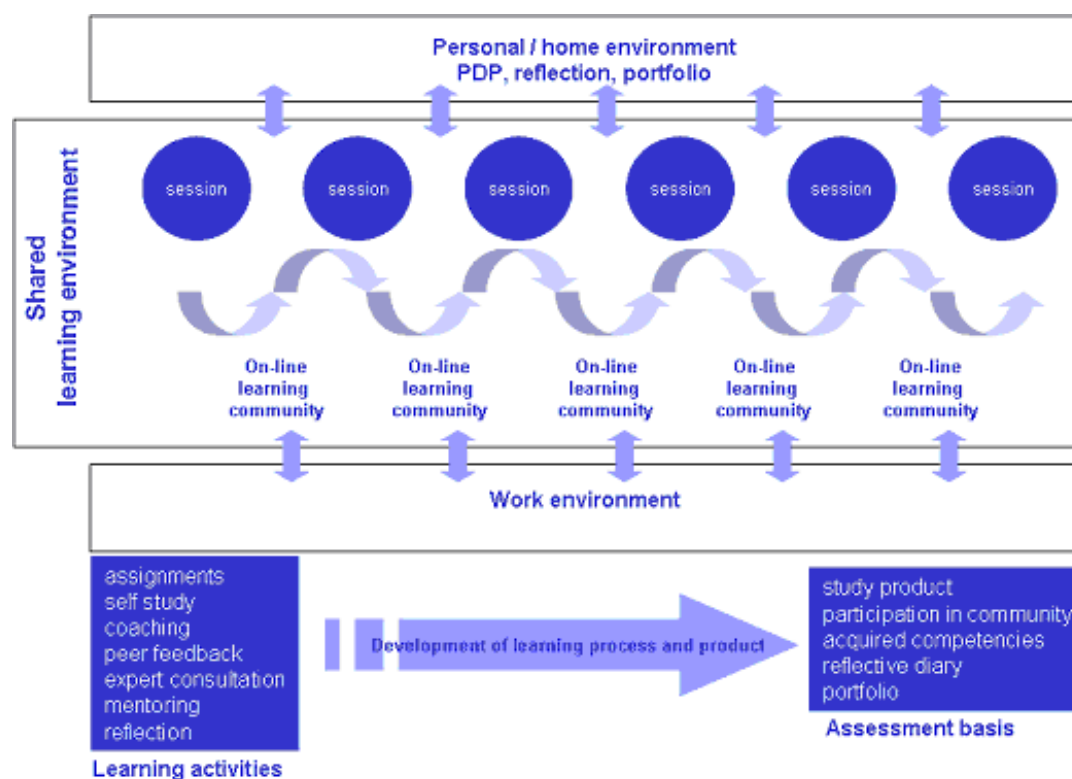 Personal / home environment
PDP, reflection, portfolio
Shared
learning environment
session
session
session
session
session
session
On-line
learning
community
On-line
learning
community
On-line
learning
community
On-line
learning
community
On-line
learning
community
Work environment
assignments
self study
coaching
peer feedback
expert consultation
mentoring
reflection
Learning activities
Development of learning process and product
study product
participation in community
acquired competencies
reflective diary
portfolio
Assessment basis